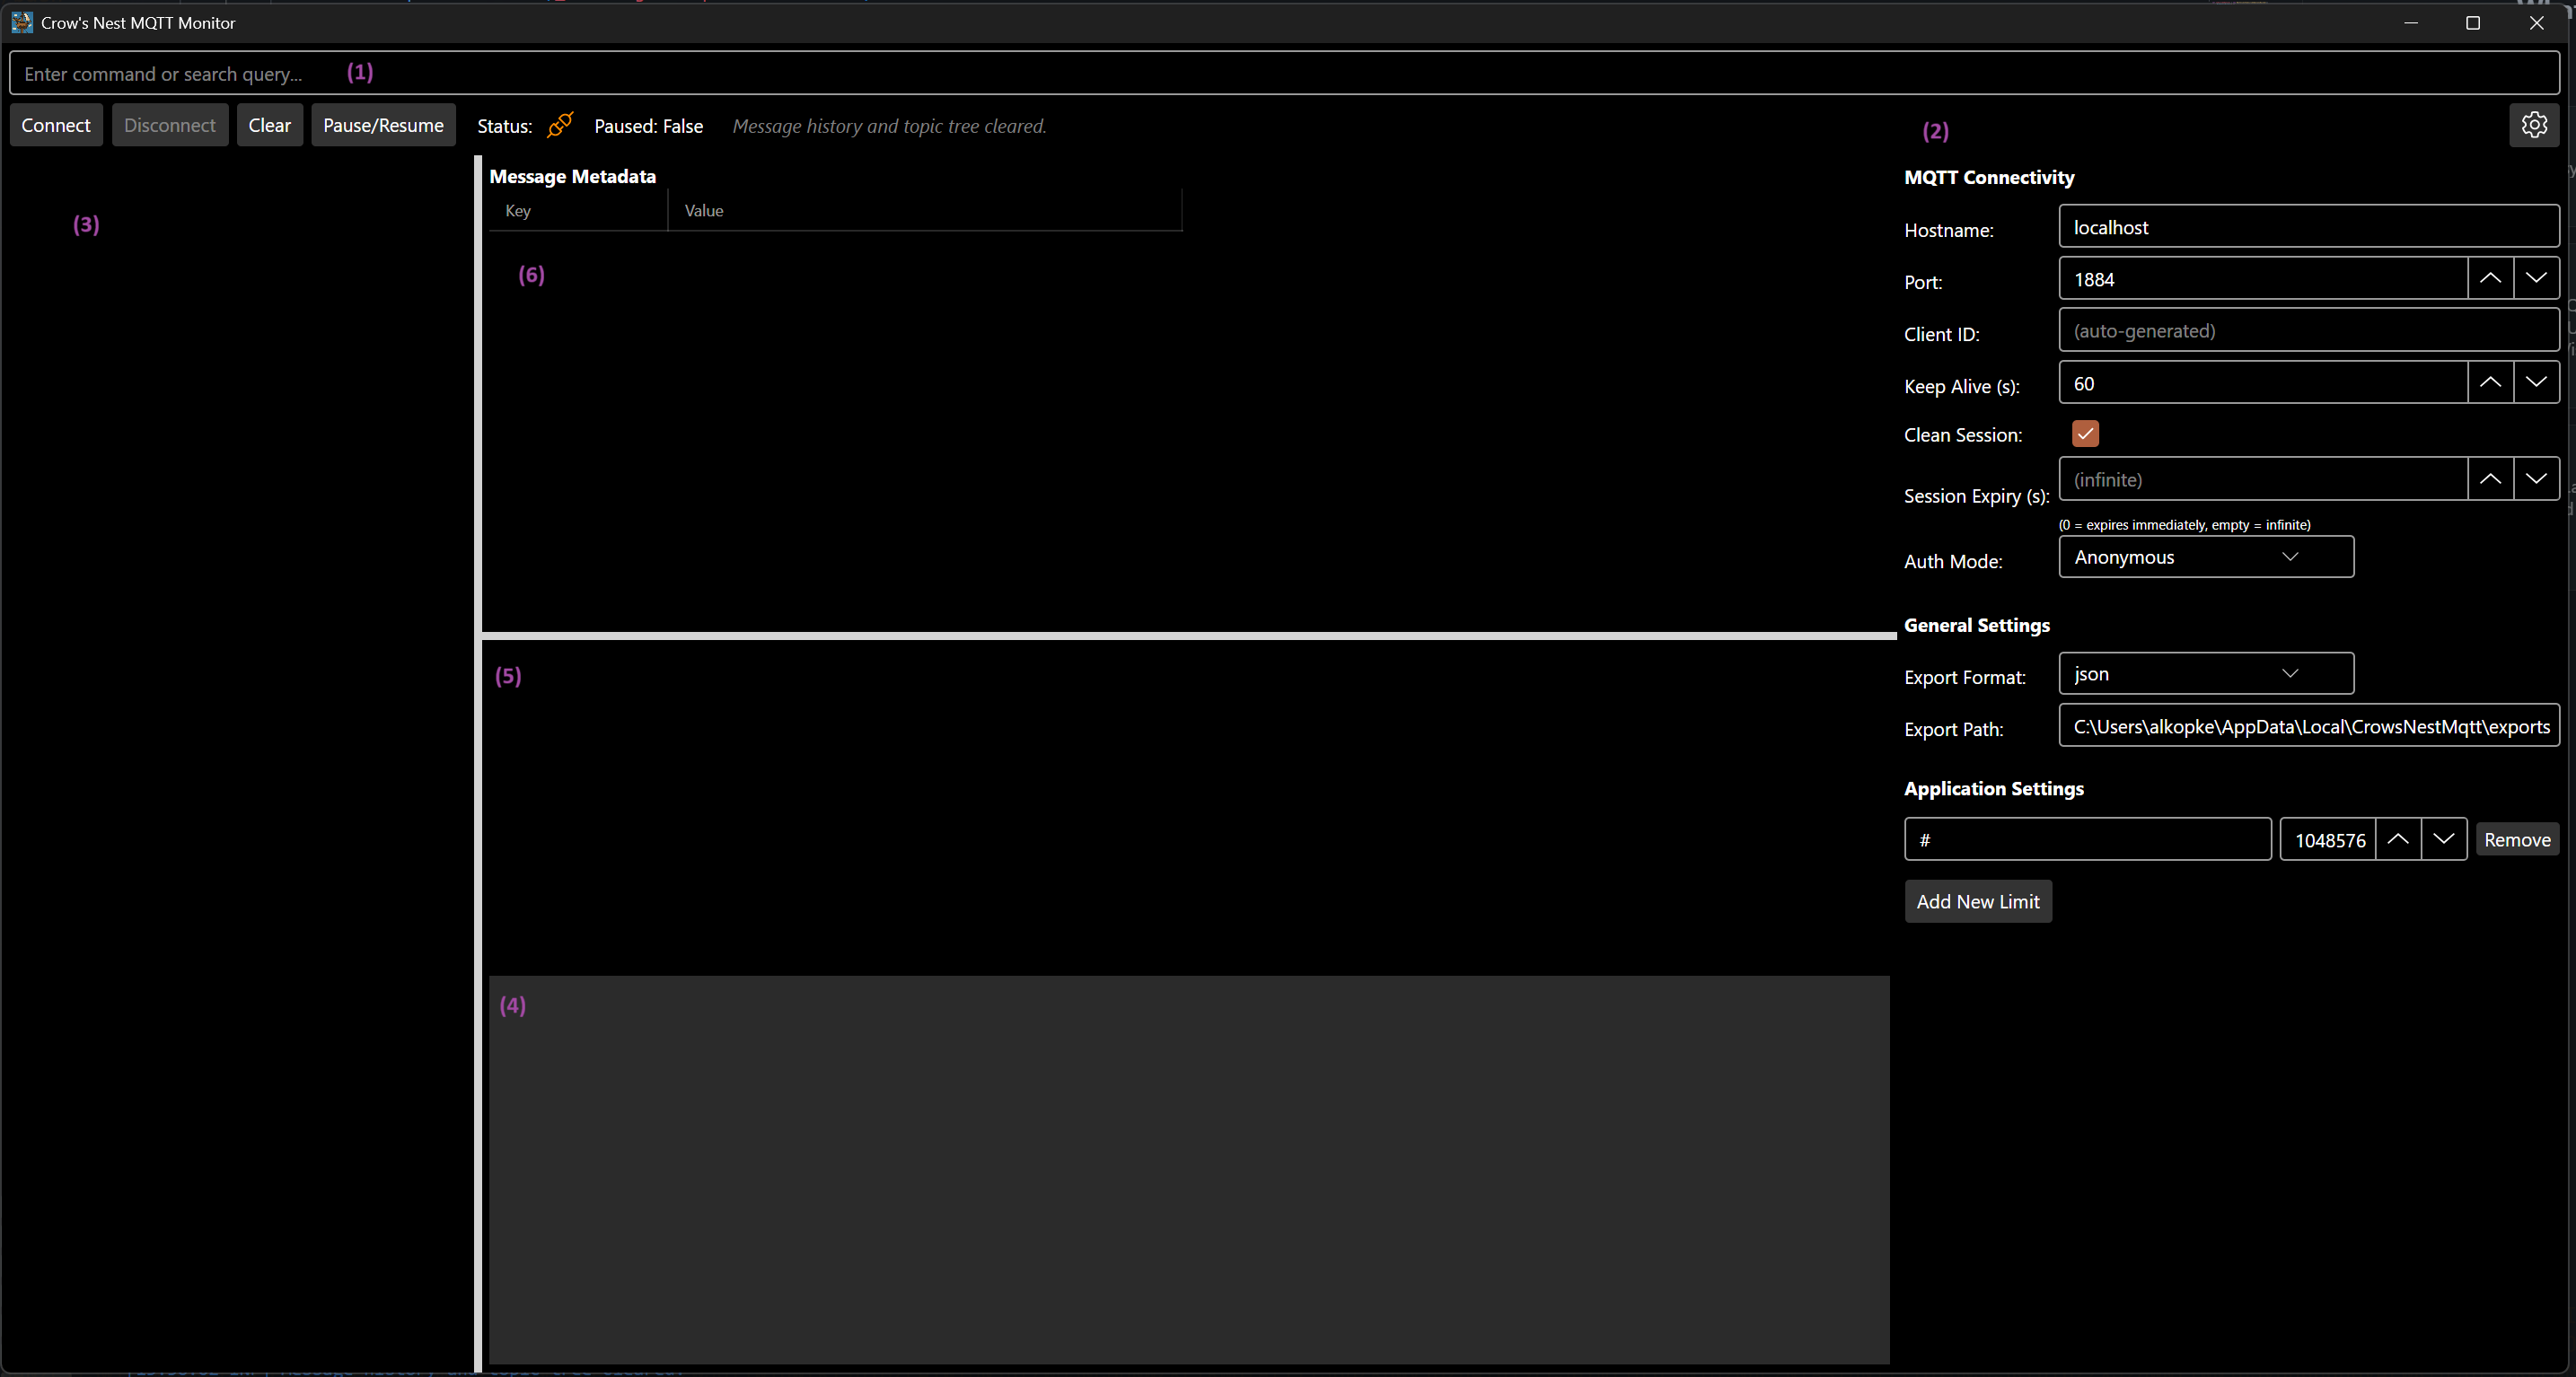 Crow's Nest MQTT Monitor
Enter command or search query... (1)
Connect Disconnect Clear Pause/Resume Status: Paused: False Message history and topic tree cleared. (2)
(3)
Message Metadata
Key Value
(6)
(5)
(4)
MQTT Connectivity
Hostname: localhost
Port: 1884
Client ID: (auto-generated)
Keep Alive (s): 60
Clean Session:
Session Expiry (s): (infinite)
(0 = expires immediately, empty = infinite)
Auth Mode: Anonymous
General Settings
Export Format: json
Export Path: C:\Users\alkopke\AppData\Local\CrowsNestMqtt\exports
Application Settings
# 1048576 Remove
Add New Limit